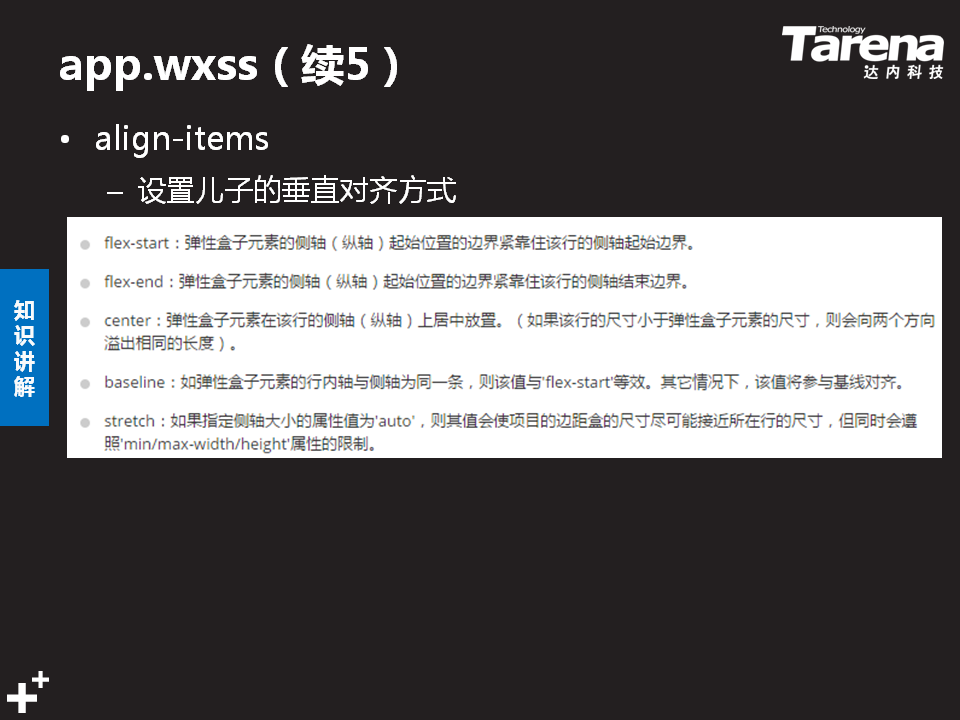 app.wxss（续5）
Technology
Tarena
达内科技
• align-items
– 设置儿子的垂直对齐方式
flex-start：弹性盒子元素的侧轴（纵轴）起始位置的边界紧靠住该行的侧轴起始边界。
flex-end：弹性盒子元素的侧轴（纵轴）起始位置的边界紧靠住该行的侧轴结束边界。
center：弹性盒子元素在该行的侧轴（纵轴）上居中放置。（如果该行的尺寸小于弹性盒子元素的尺寸，则会向两个方向
溢出相同的长度）。
baseline：如弹性盒子元素的行内轴与侧轴为同一条，则该值与'flex-start'等效。其它情况下，该值将参与基线对齐。
stretch：如果指定侧轴大小的属性值为'auto'，则其值会使项目的边距盒的尺寸尽可能接近所在行的尺寸，但同时会遵
照'min/max-width/height'属性的限制。
知
识
讲
解